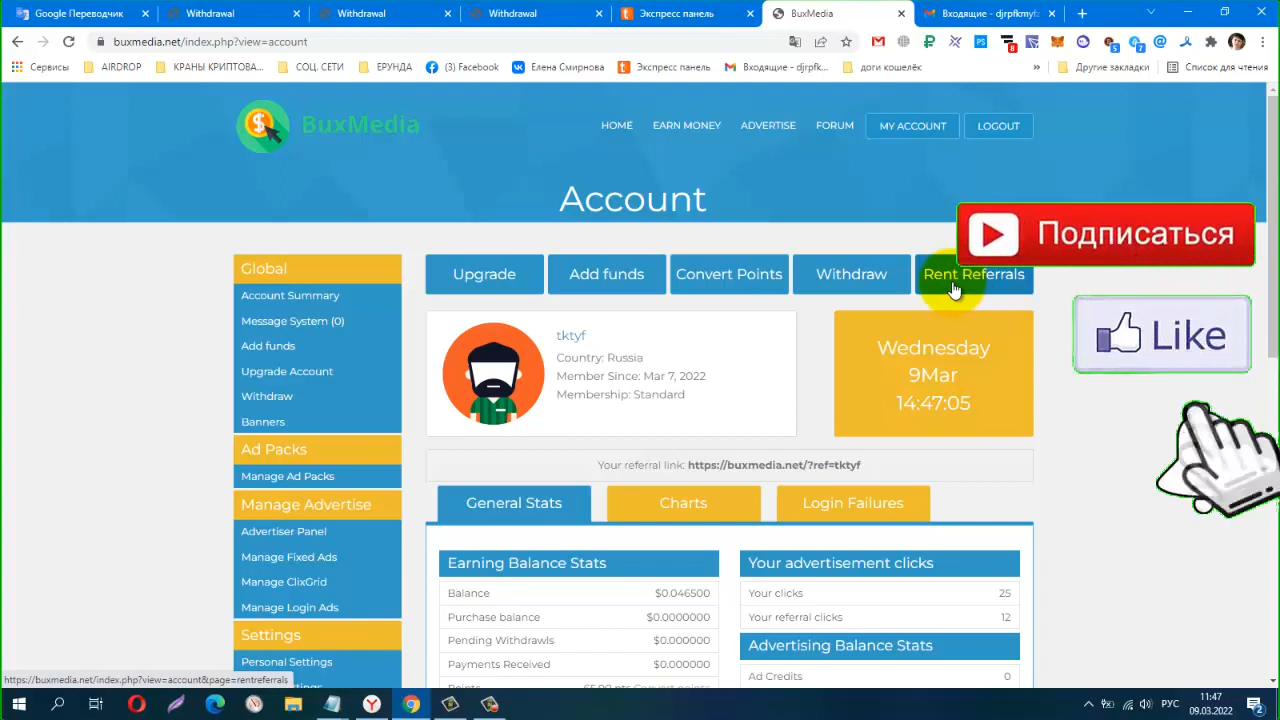 Google Переводчик
Withdrawal
Withdrawal
Withdrawal
Экспресс панель
BuxMedia
Входящие - djrpfkmyf
buxmedia.net/index.php?view=account
Сервисы
AIRDROP
КРАНЫ КРИПТОВА...
СОЦ. СЕТИ
ЕРУНДА
(3) Facebook
Елена Смирнова
Экспресс панель
Входящие - djrpfk...
доги кошелёк
»
Другие закладки
Список для чтения
BuxMedia
HOME
EARN MONEY
ADVERTISE
FORUM
MY ACCOUNT
LOGOUT
Account
Подписаться
Like
Upgrade
Add funds
Convert Points
Withdraw
Rent Referrals
Global
Account Summary
Message System (0)
Add funds
Upgrade Account
Withdraw
Banners
Ad Packs
Manage Ad Packs
Manage Advertise
Advertiser Panel
Manage Fixed Ads
Manage ClixGrid
Manage Login Ads
Settings
Personal Settings
tktyf
Country: Russia
Member Since: Mar 7, 2022
Membership: Standard
Wednesday
9Mar
14:47:05
Your referral link: https://buxmedia.net/?ref=tktyf
General Stats
Charts
Login Failures
Earning Balance Stats
Balance $0.046500
Purchase balance $0.0000000
Pending Withdrawls $0.000000
Payments Received $0.000000
Points 65.00 pts Convert points
Your advertisement clicks
Your clicks 25
Your referral clicks 12
Advertising Balance Stats
Ad Credits 0
https://buxmedia.net/index.php?view=account&page=rentreferrals
РУС
11:47
09.03.2022